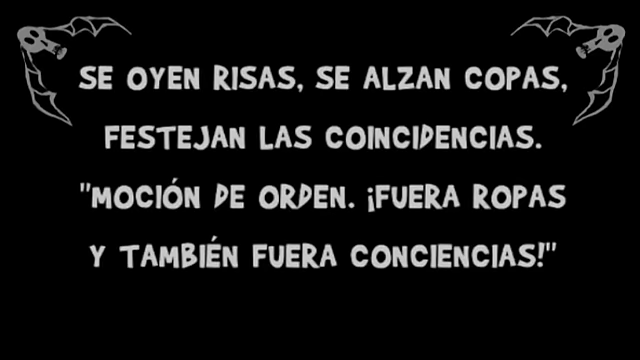 SE OYEN RISAS, SE ALZAN COPAS,
FESTEJAN LAS COINCIDENCIAS.
"MOCIÓN DE ORDEN. ¡FUERA ROPAS
Y TAMBIÉN FUERA CONCIENCIAS!"